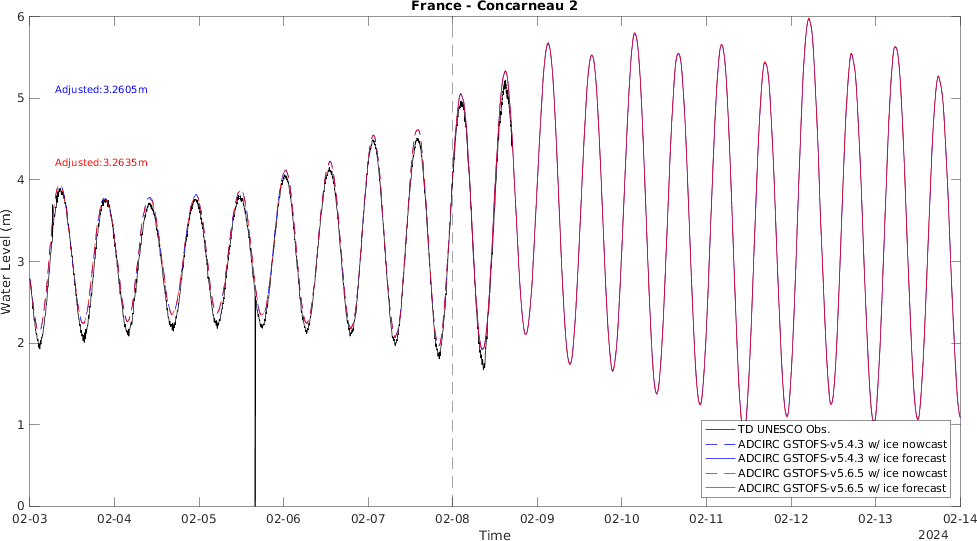 France - Concarneau 2
6
5
4
3
2
1
0
Water Level (m)
Adjusted:3.2605m
Adjusted:3.2635m
TD UNESCO Obs.
ADCIRC GSTOFS-v5.4.3 w/ ice nowcast
ADCIRC GSTOFS-v5.4.3 w/ ice forecast
ADCIRC GSTOFS-v5.6.5 w/ ice nowcast
ADCIRC GSTOFS-v5.6.5 w/ ice forecast
02-03 02-04 02-05 02-06 02-07 02-08 02-09 02-10 02-11 02-12 02-13 02-14
Time
2024